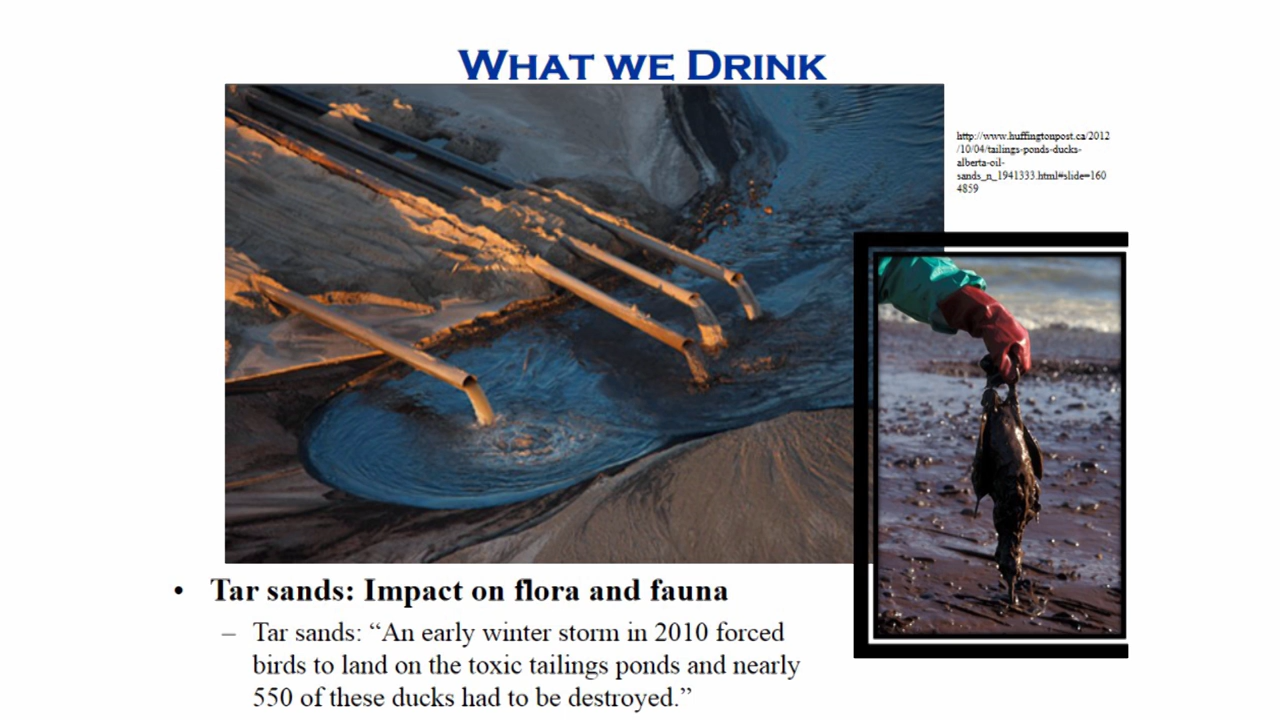 What we Drink
http://www.huffingtonpost.ca/2012
/10/04/tailings-ponds-ducks-
alberta-oil-
sands_n_1941333.html#slide=160
4859
• Tar sands: Impact on flora and fauna
– Tar sands: “An early winter storm in 2010 forced
birds to land on the toxic tailings ponds and nearly
550 of these ducks had to be destroyed.”